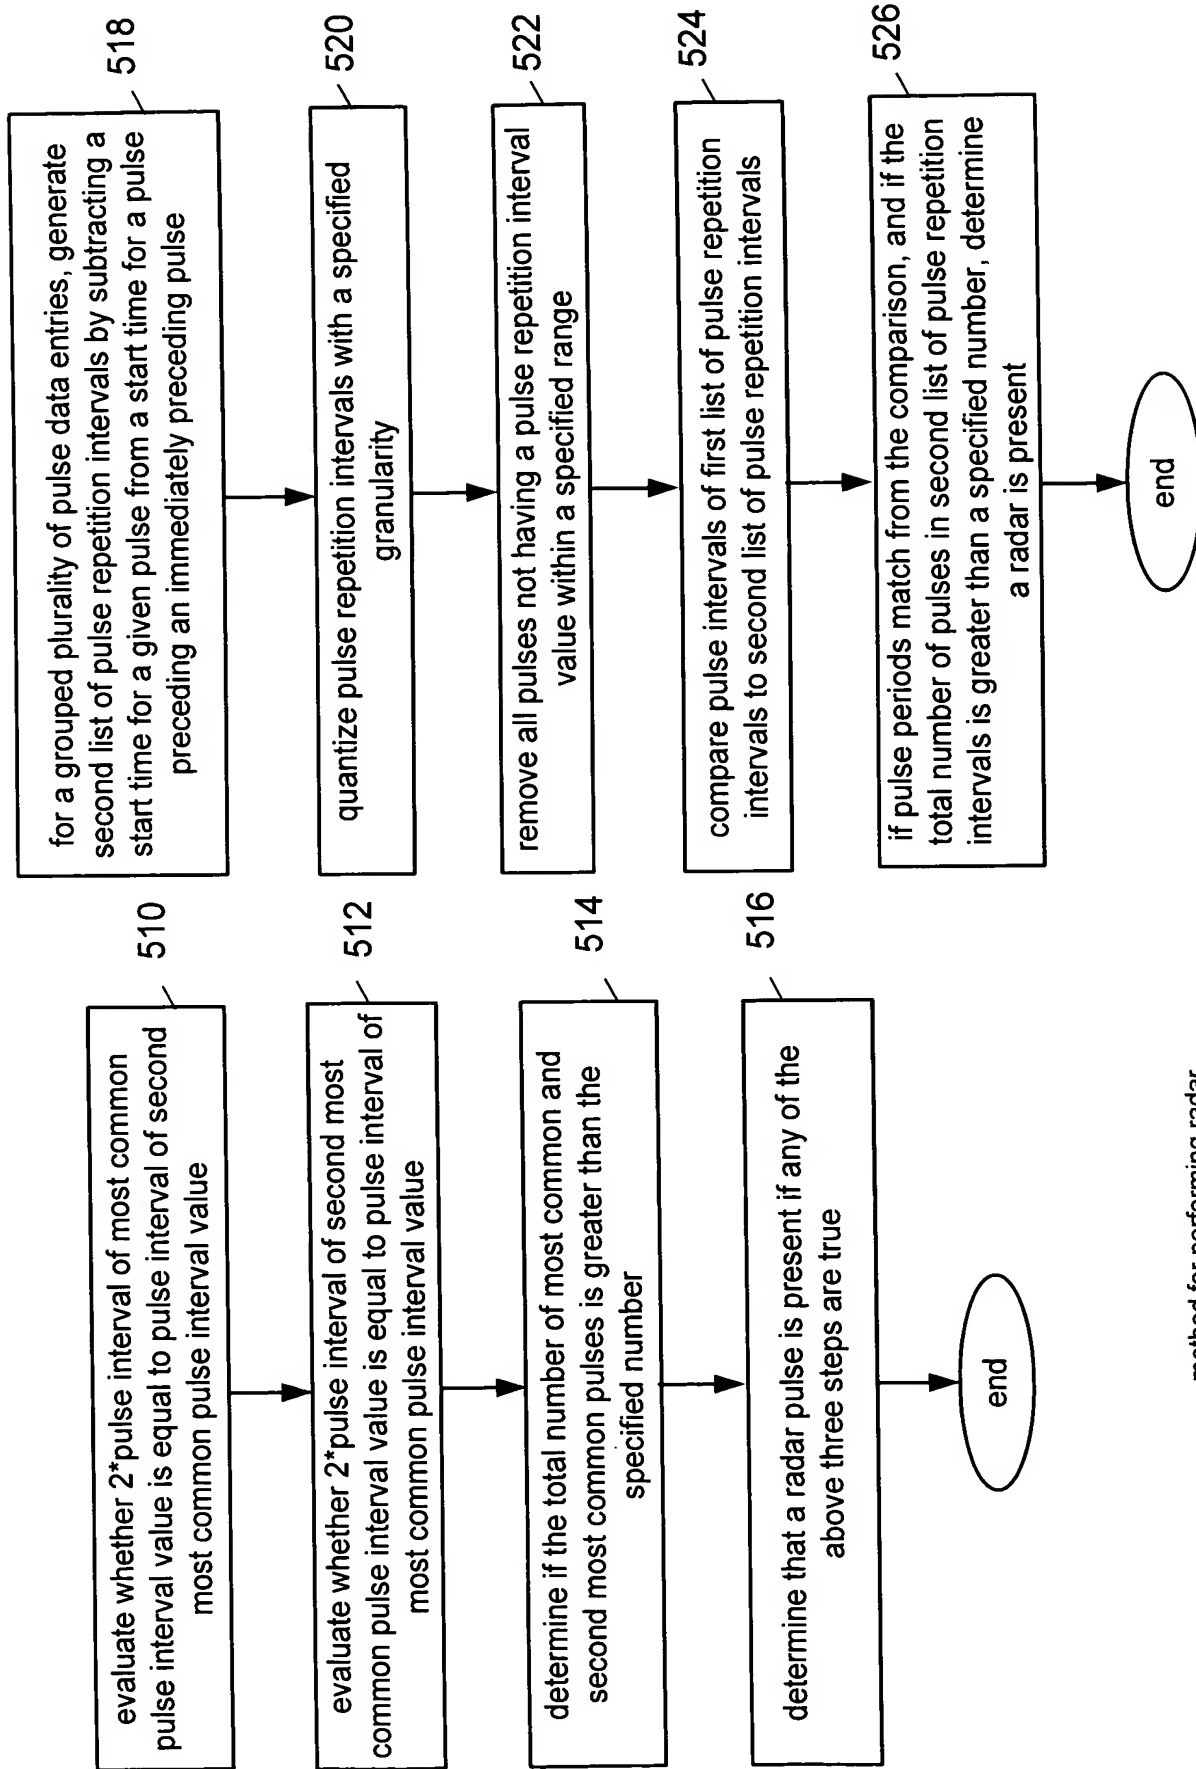 510
evaluate whether 2*pulse interval of most common
pulse interval value is equal to pulse interval of second
most common pulse interval value
512
evaluate whether 2*pulse interval of second most
common pulse interval value is equal to pulse interval of
most common pulse interval value
514
determine if the total number of most common and
second most common pulses is greater than the
specified number
516
determine that a radar pulse is present if any of the
above three steps are true
end
518
for a grouped plurality of pulse data entries, generate
second list of pulse repetition intervals by subtracting a
start time for a given pulse from a start time for a pulse
preceding an immediately preceding pulse
520
quantize pulse repetition intervals with a specified
granularity
522
remove all pulses not having a pulse repetition interval
value within a specified range
524
compare pulse intervals of first list of pulse repetition
intervals to second list of pulse repetition intervals
526
if pulse periods match from the comparison, and if the
total number of pulses in second list of pulse repetition
intervals is greater than a specified number, determine
a radar is present
end
method for performing radar